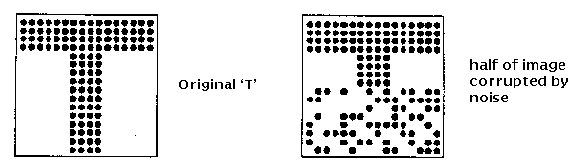 Original ‘T’
half of image
corrupted by
noise